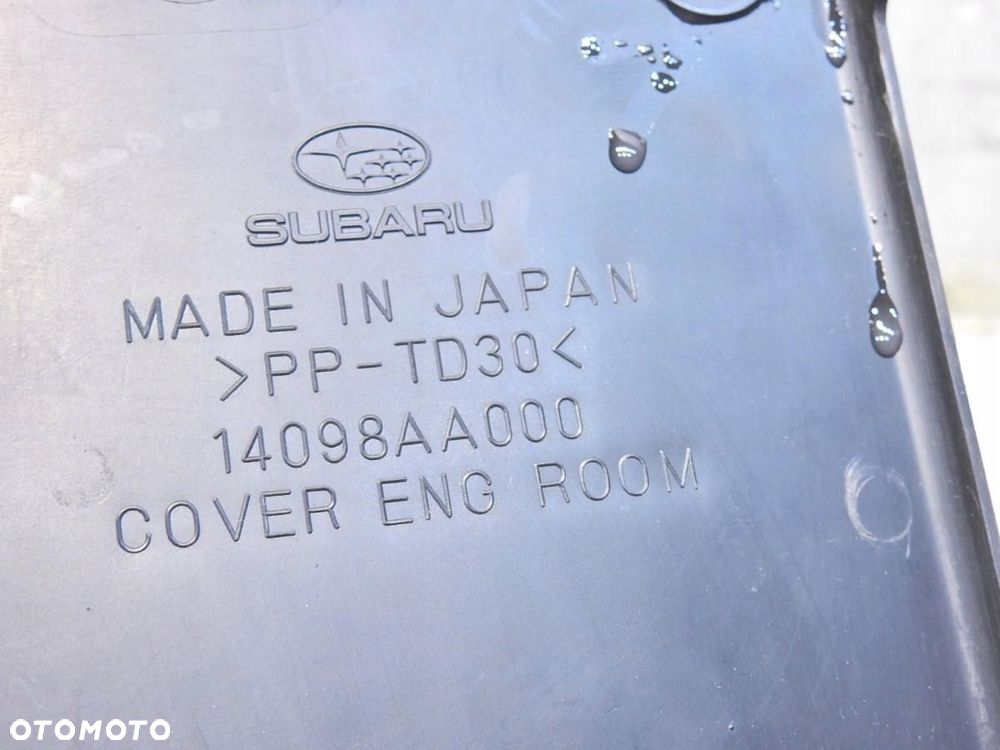 SUBARU
MADE IN JAPAN
>PP-TD30<
14098AA000
COVER ENG ROOM
OTOMOTO